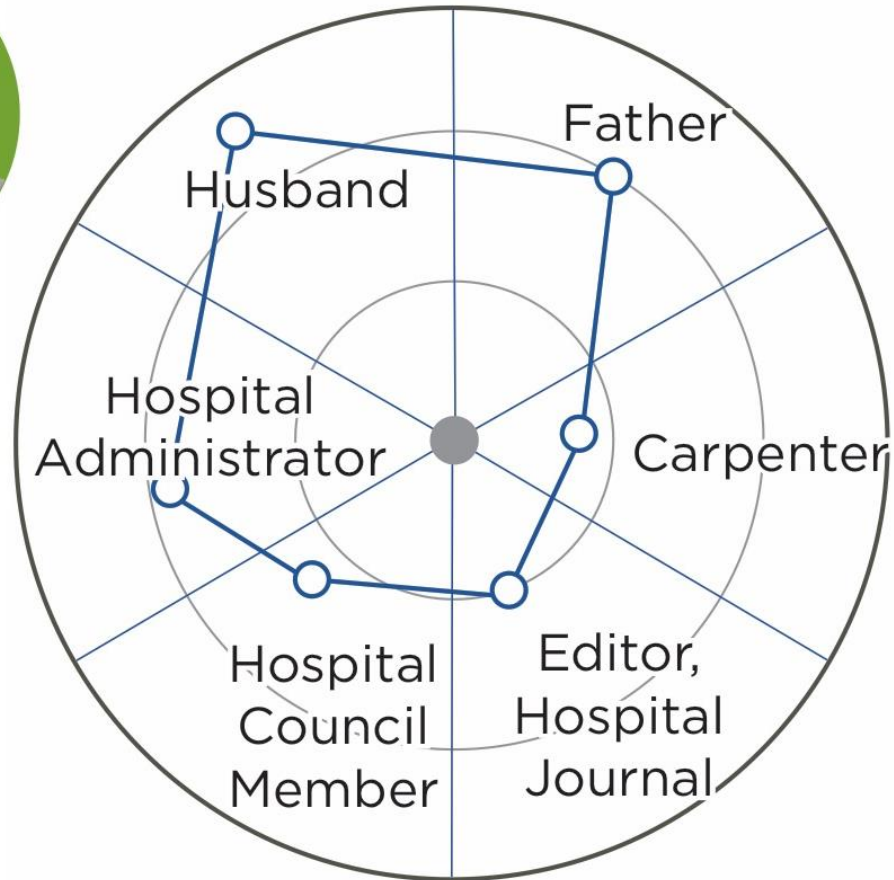 Father
Husband
Hospital
Administrator
Carpenter
Hospital
Council
Member
Editor,
Hospital
Journal